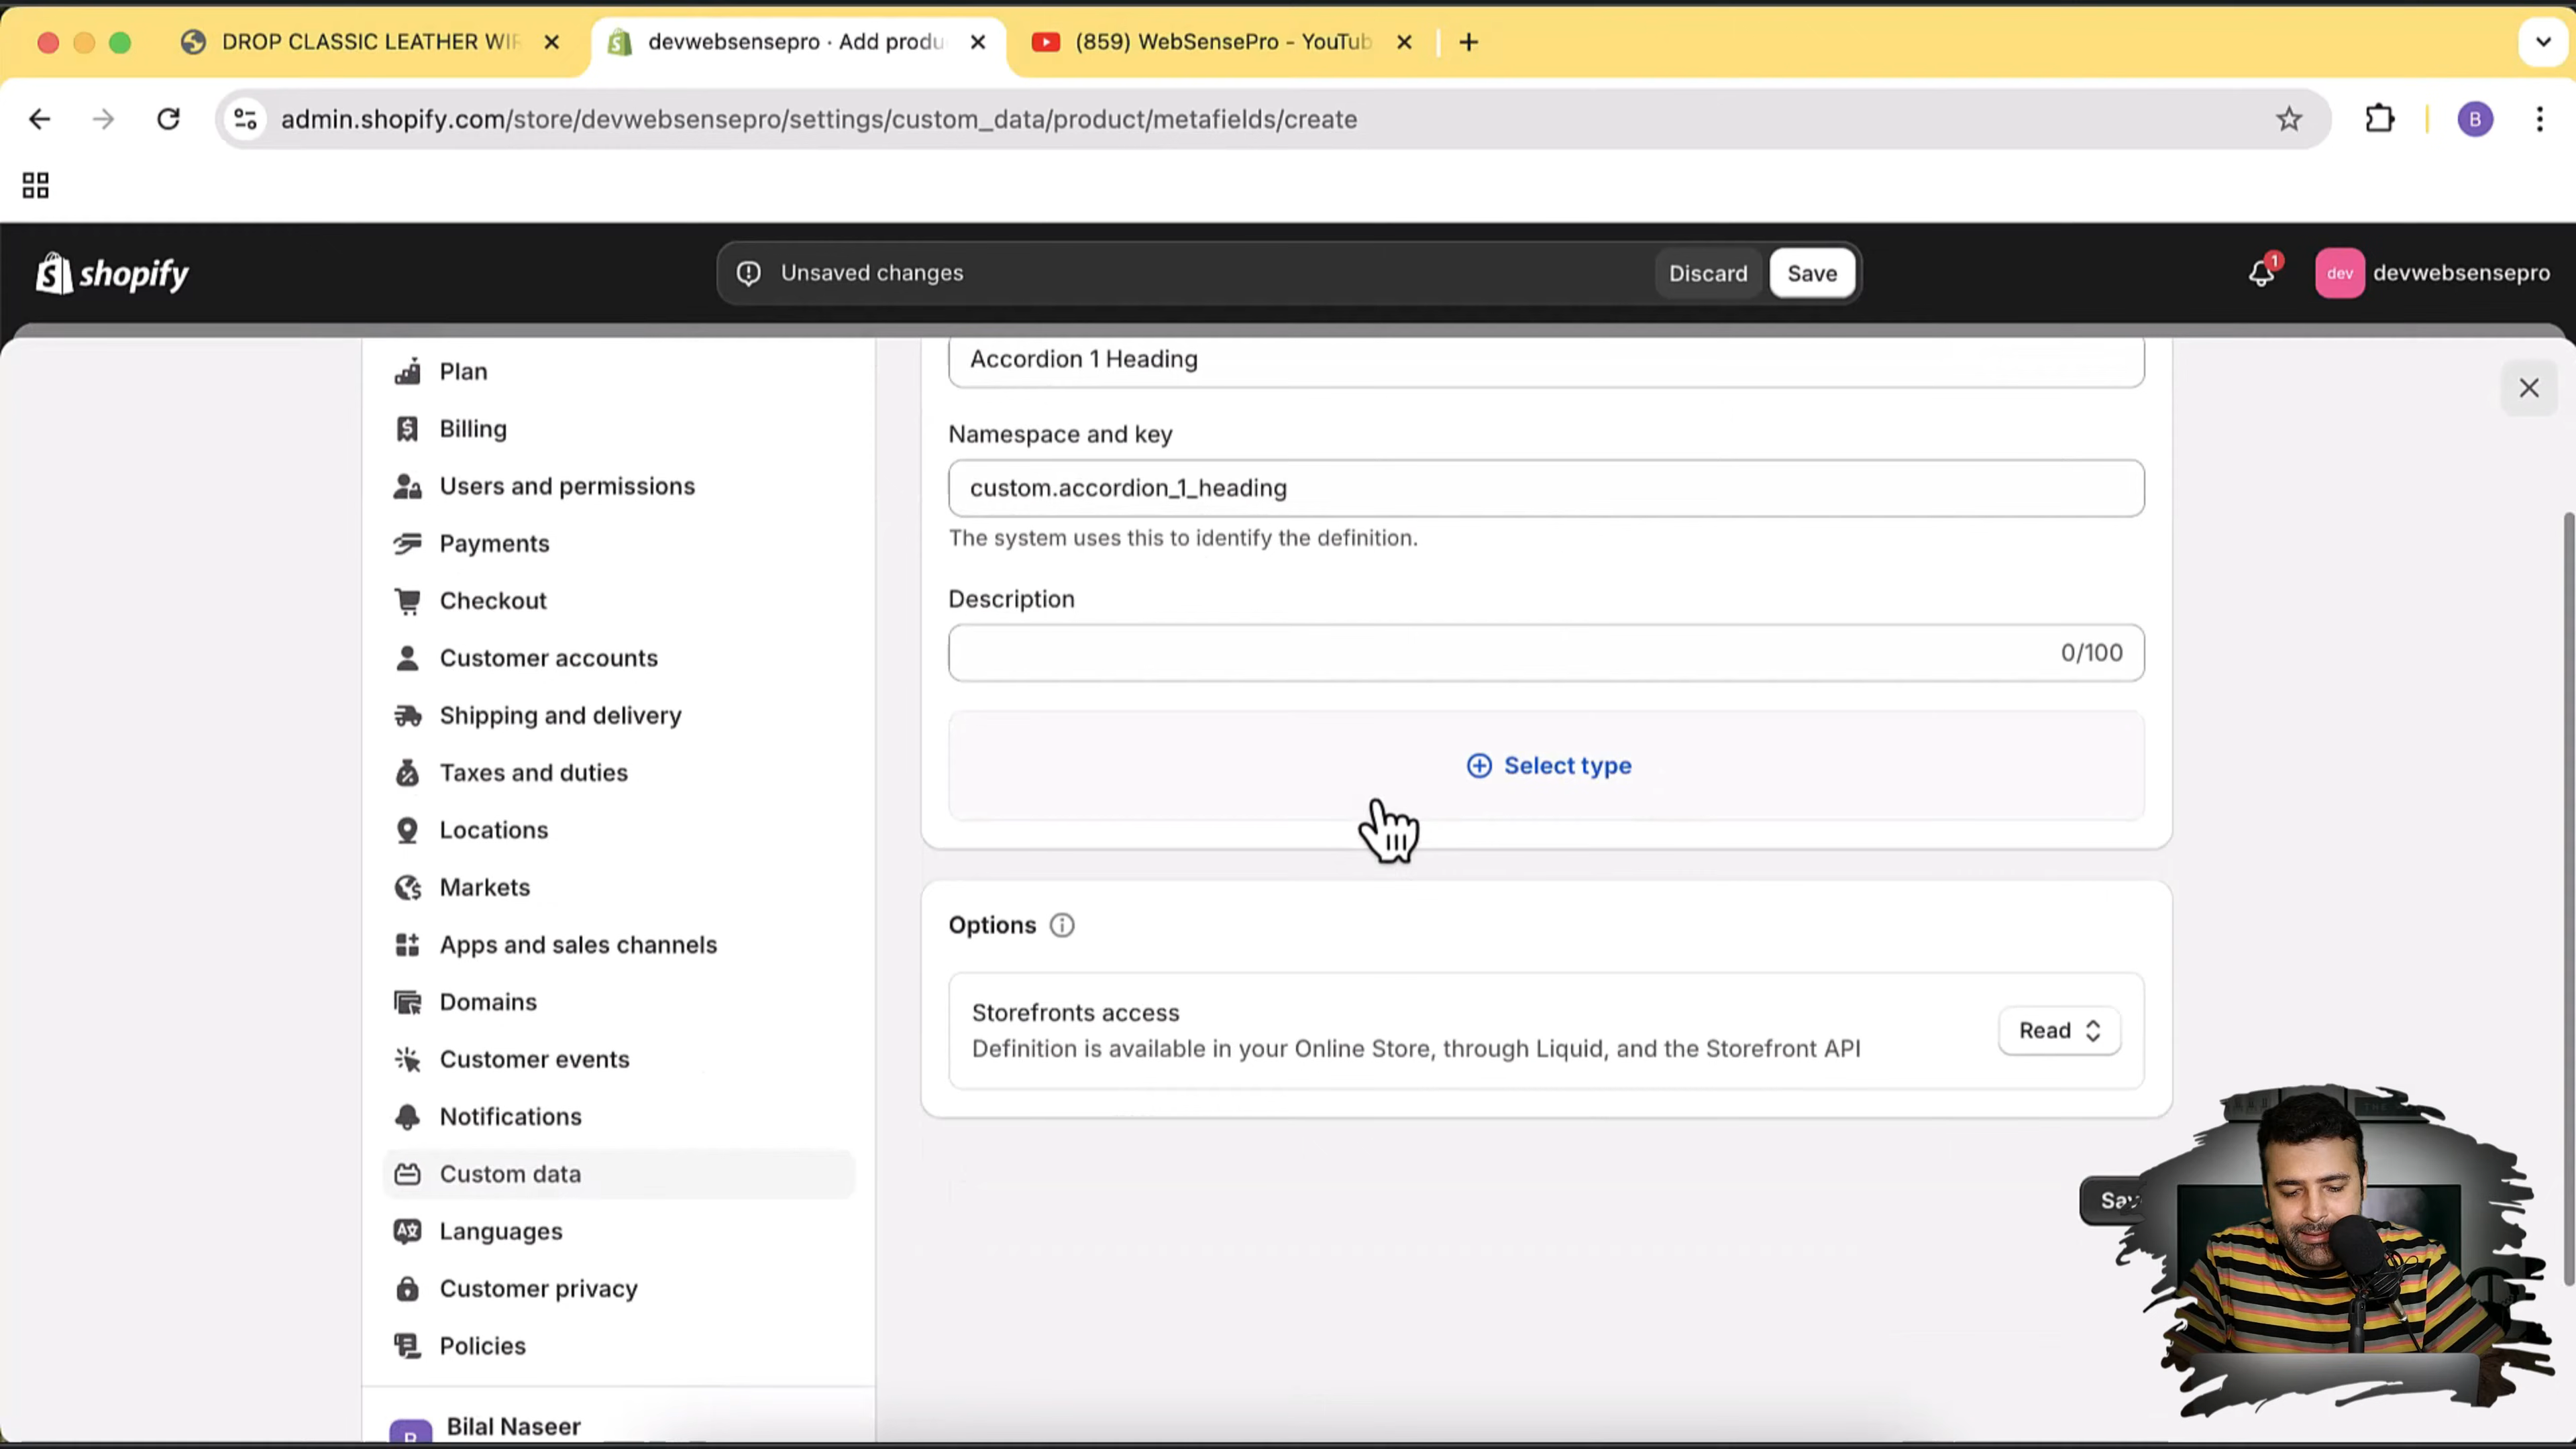 DROP CLASSIC LEATHER WIR
devwebsensepro · Add produ
(859) WebSensePro - YouTub
admin.shopify.com/store/devwebsensepro/settings/custom_data/product/metafields/create
B
shopify
Unsaved changes
Discard
Save
1
dev
devwebsensepro
Plan
Billing
Users and permissions
Payments
Checkout
Customer accounts
Shipping and delivery
Taxes and duties
Locations
Markets
Apps and sales channels
Domains
Customer events
Notifications
Custom data
Languages
Customer privacy
Policies
B
Bilal Naseer
Accordion 1 Heading
Namespace and key
custom.accordion_1_heading
The system uses this to identify the definition.
Description
0/100
Select type
Options
Storefronts access
Definition is available in your Online Store, through Liquid, and the Storefront API
Read
Sav